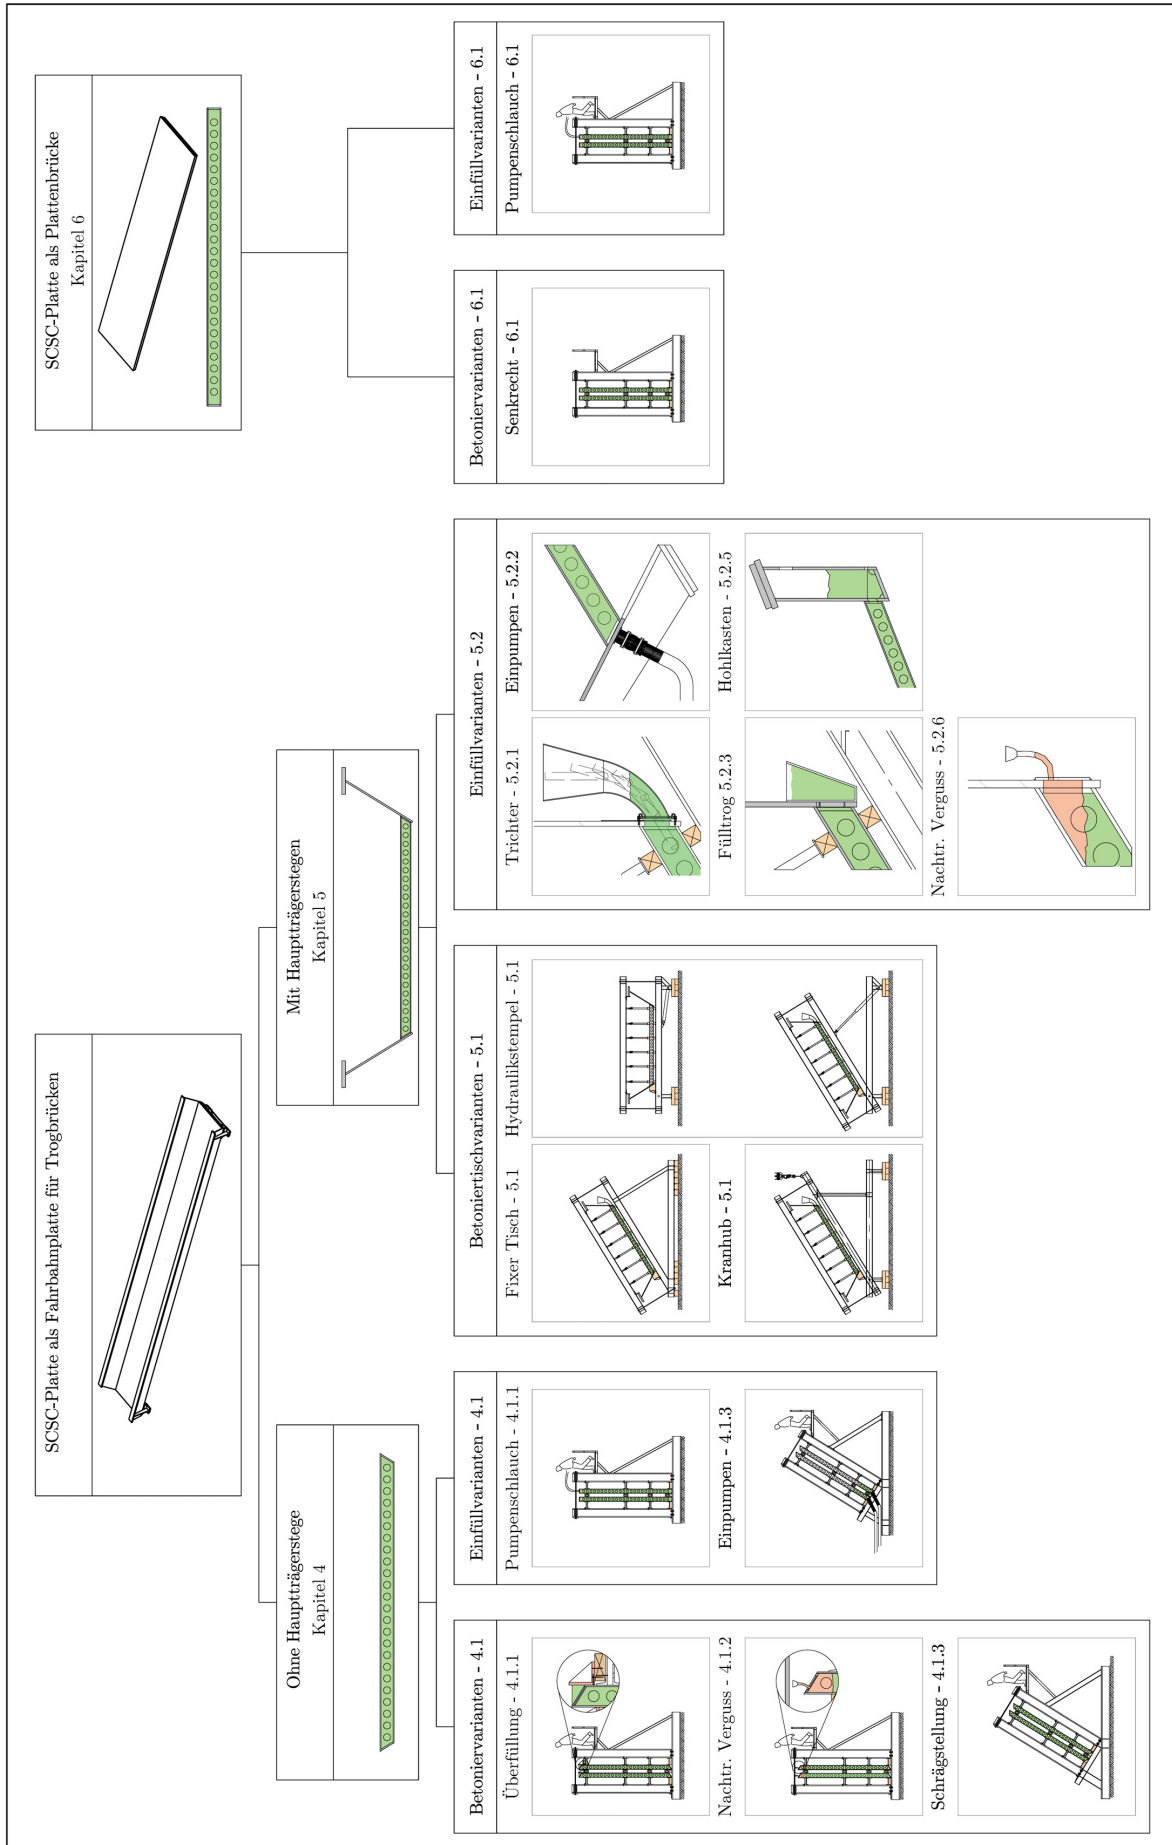 SCSC-Platte als Fahrbahnplatte für Trogbrücken
SCSC-Platte als Plattenbrücke
Kapitel 6
Ohne Hauptträgerstege
Kapitel 4
Mit Hauptträgerstegen
Kapitel 5
Betoniervarianten - 4.1
Überfüllung - 4.1.1
Nachtr. Verguss - 4.1.2
Schrägstellung - 4.1.3
Einfüllvarianten - 4.1
Pumpenschlauch - 4.1.1
Einpumpen - 4.1.3
Betoniertischvarianten - 5.1
Fixer Tisch - 5.1
Hydraulikstempel - 5.1
Kranhub - 5.1
Einfüllvarianten - 5.2
Trichter - 5.2.1
Einpumpen - 5.2.2
Fülltrog 5.2.3
Hohlkasten - 5.2.5
Nachtr. Verguss - 5.2.6
Betoniervarianten - 6.1
Senkrecht - 6.1
Einfüllvarianten - 6.1
Pumpenschlauch - 6.1